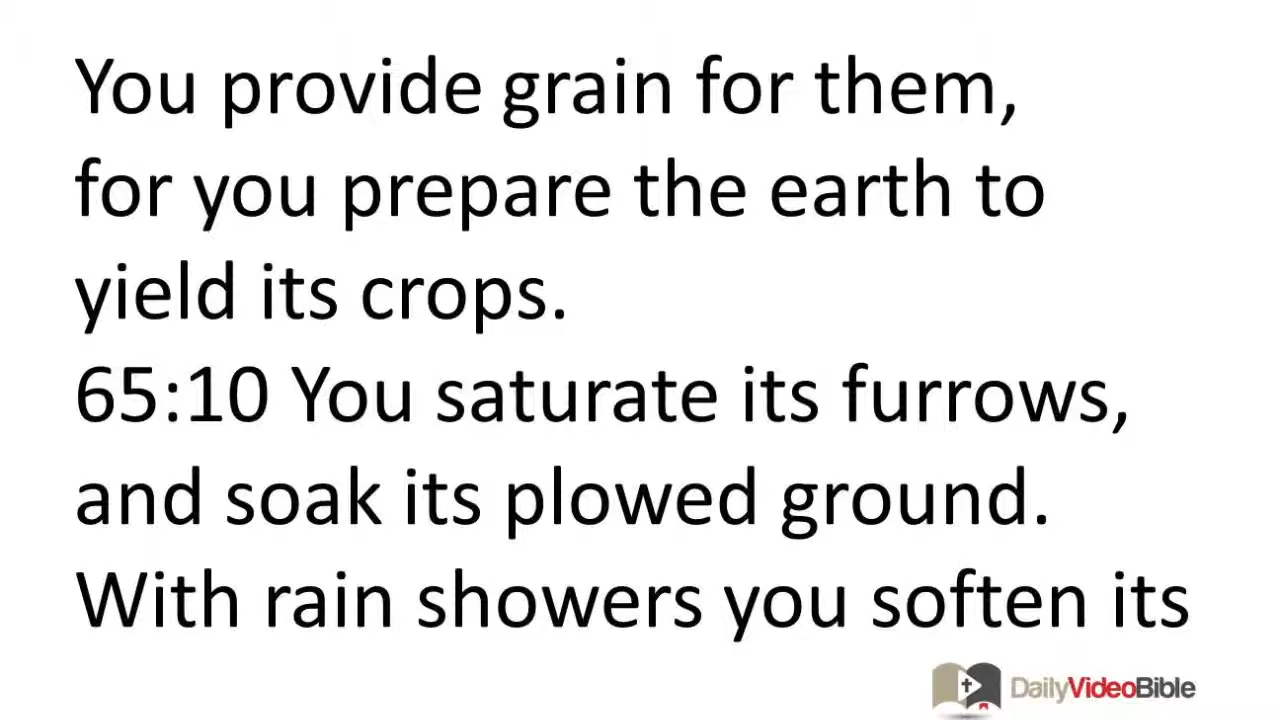 You provide grain for them,
for you prepare the earth to
yield its crops.
65:10 You saturate its furrows,
and soak its plowed ground.
With rain showers you soften its
DailyVideoBible